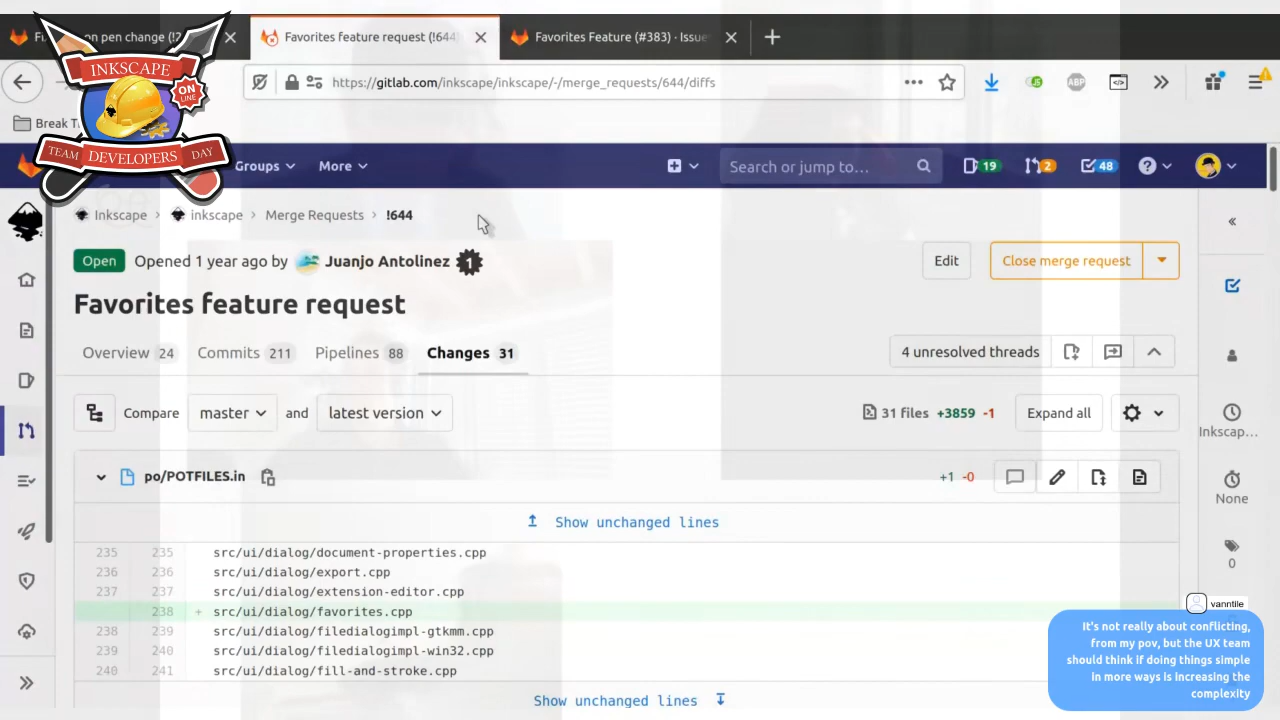 on pen change (!2
Favorites feature request (!644
Favorites Feature (#383) · Issue
https://gitlab.com/inkscape/inkscape/-/merge_requests/644/diffs
ABP
Break T
INKSCAPE
ON
LINE
TEAM DEVELOPERS DAY
Groups
More
Search or jump to…
19
2
48
Inkscape › inkscape › Merge Requests › !644
Open
Opened 1 year ago by Juanjo Antolinez 1
Edit
Close merge request
Favorites feature request
Overview 24
Commits 211
Pipelines 88
Changes 31
4 unresolved threads
Compare master and latest version
31 files +3859 -1
Expand all
Inkscap…
None
0
po/POTFILES.in
+1 -0
Show unchanged lines
235 235 src/ui/dialog/document-properties.cpp
236 236 src/ui/dialog/export.cpp
237 237 src/ui/dialog/extension-editor.cpp
238 + src/ui/dialog/favorites.cpp
238 239 src/ui/dialog/filedialogimpl-gtkmm.cpp
239 240 src/ui/dialog/filedialogimpl-win32.cpp
240 241 src/ui/dialog/fill-and-stroke.cpp
Show unchanged lines
vanntile
It's not really about conflicting,
from my pov, but the UX team
should think if doing things simple
in more ways is increasing the
complexity